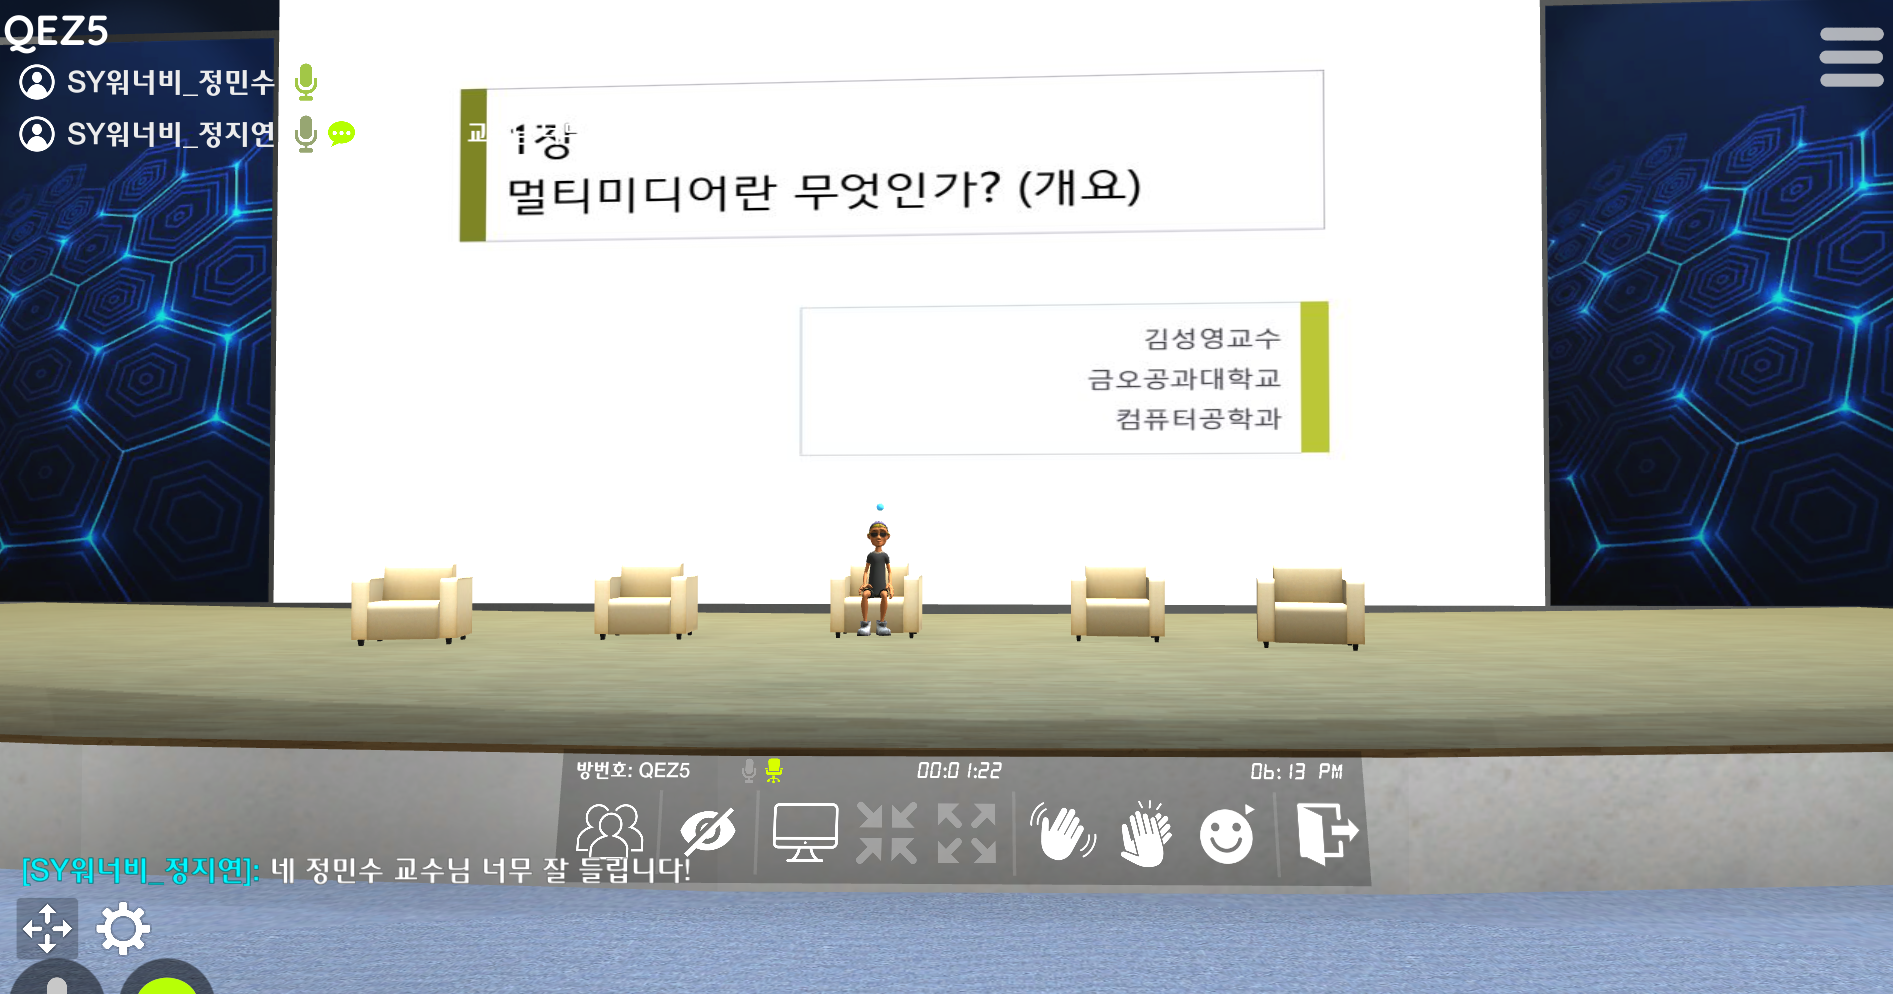 QEZ5
SY워너비_정민수
SY워너비_정지연
1장
멀티미디어란 무엇인가? (개요)
김성영교수
금오공과대학교
컴퓨터공학과
방번호: QEZ5
00:01:22
06:13 PM
[SY워너비_정지연]: 네 정민수 교수님 너무 잘 들립니다!